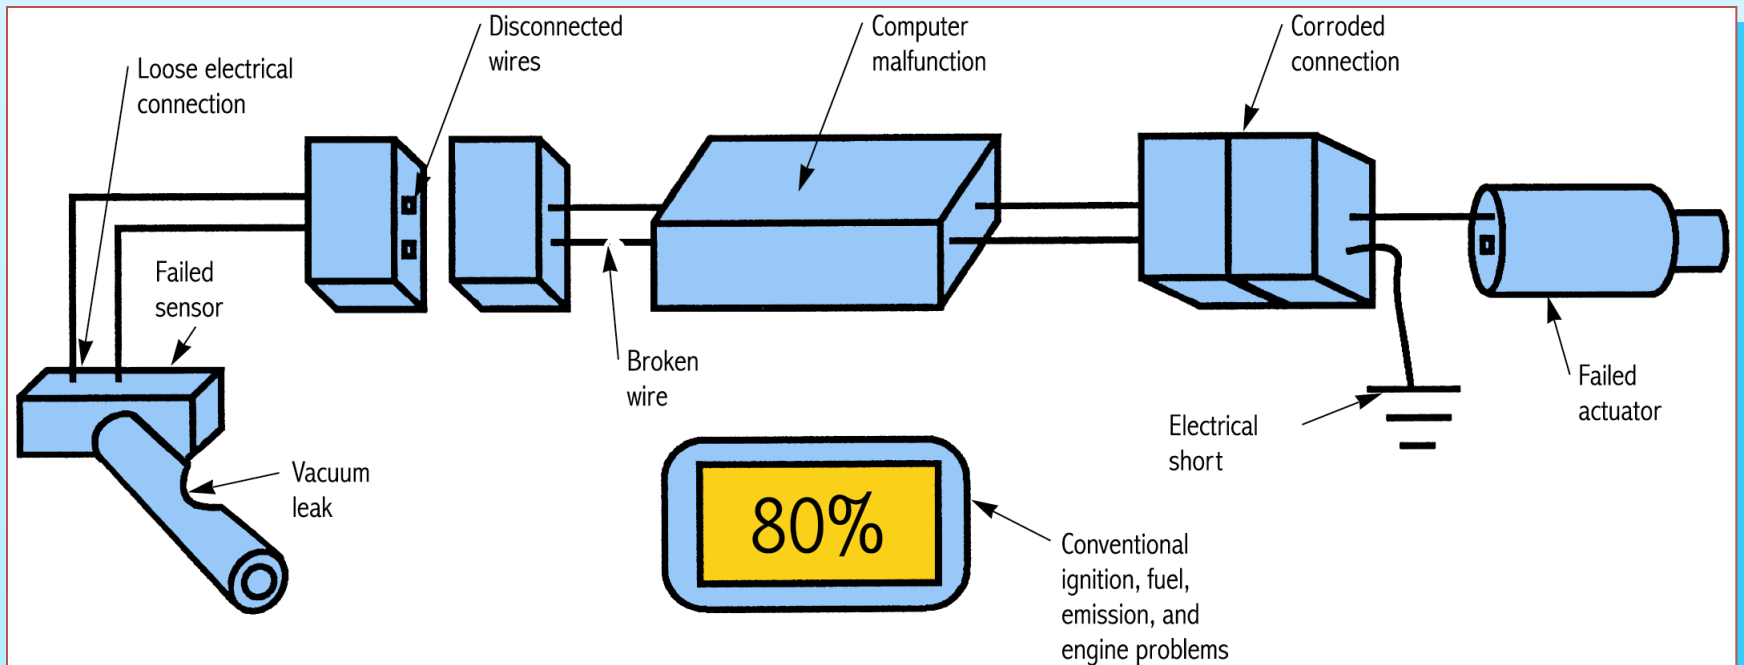 Loose electrical
connection
Disconnected
wires
Computer
malfunction
Corroded
connection
Failed
sensor
Broken
wire
Vacuum
leak
80%
Electrical
short
Failed
actuator
Conventional
ignition, fuel,
emission, and
engine problems